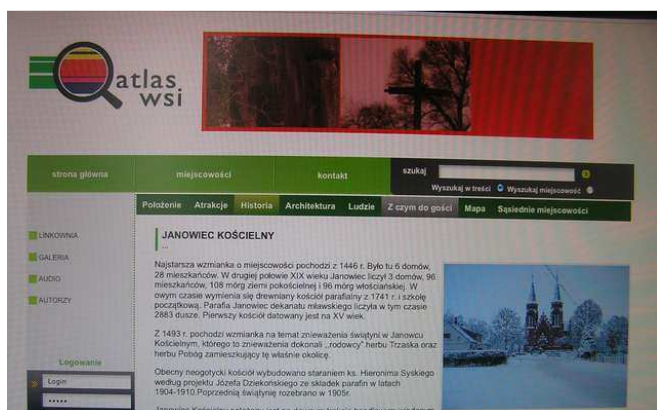 atlas
wsi
strona główna
miejscowości
kontakt
szukaj
Wyszukaj w treści Wyszukaj miejscowość
Położenie Atrakcje Historia Architektura Ludzie Z czym do gości Mapa Sąsiednie miejscowości
LINKOWNIA
GALERIA
AUDIO
AUTORZY
JANOWIEC KOŚCIELNY
...
Najstarsza wzmianka o miejscowości pochodzi z 1446 r. Było tu 6 domów,
28 mieszkańców. W drugiej połowie XIX wieku Janowiec liczył 3 domów, 96
mieszkańców, 108 mórg ziemi pokościelnej i 96 mórg włościańskiej. W
owym czasie wymienia się drewniany kościół parafialny z 1741 r. i szkołę
początkową. Parafia Janowiec dekanatu mławskiego liczyła w tym czasie
2883 dusze. Pierwszy kościół datowany jest na XV wiek.
Z 1493 r. pochodzi wzmianka na temat znieważenia świątyni w Janowcu
Kościelnym, którego to znieważenia dokonali „rodowcy" herbu Trzaska oraz
herbu Pobóg zamieszkujący tę właśnie okolicę.
Obecny neogotycki kościół wybudowano staraniem ks. Hieronima Syskiego
według projektu Józefa Dziekońskiego ze składek parafin w latach
1904-1910.Poprzednią świątynię rozebrano w 1905r.
Logowanie
Login
•••••